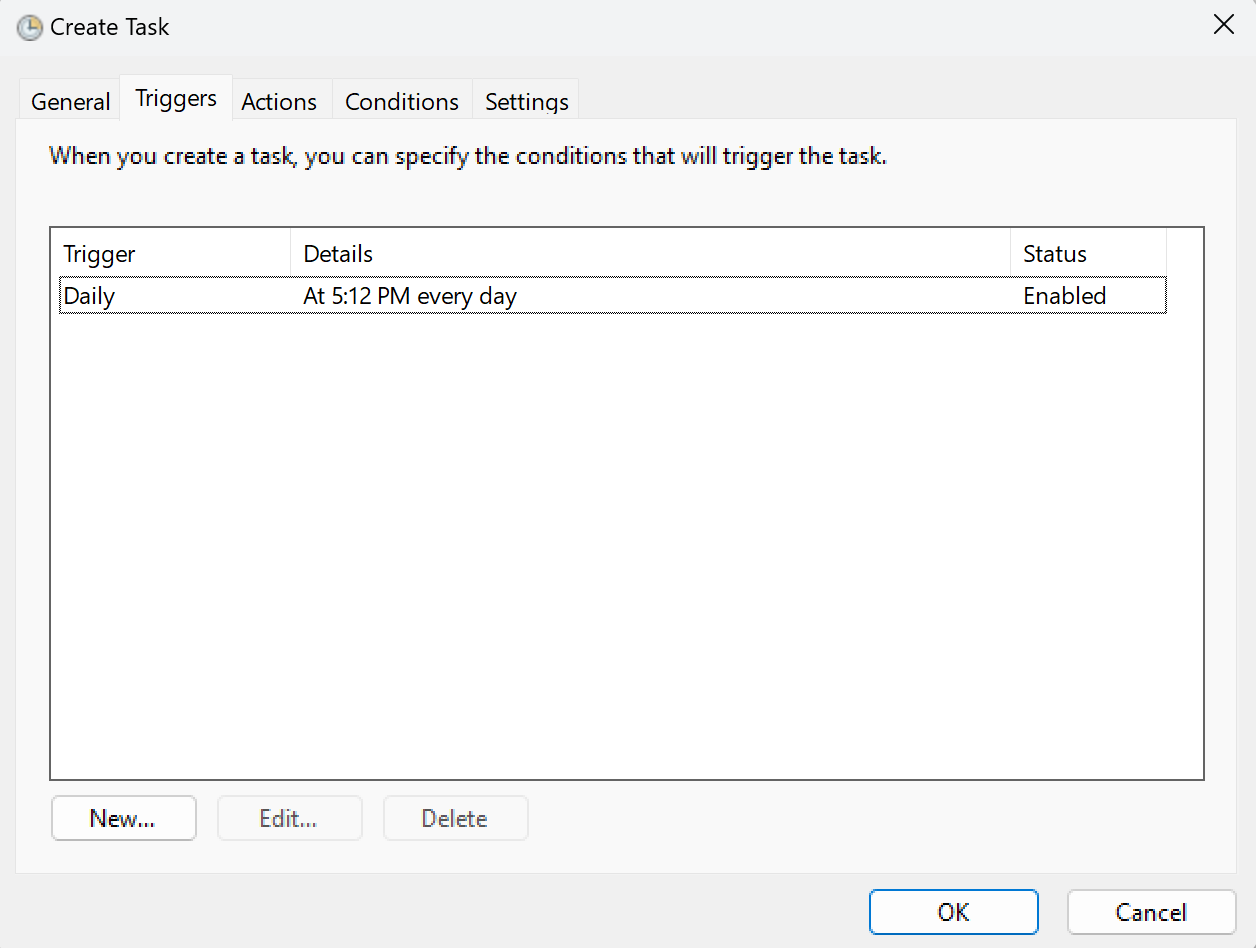 Create Task
General Triggers Actions Conditions Settings
When you create a task, you can specify the conditions that will trigger the task.
Trigger Details Status
Daily At 5:12 PM every day Enabled
New... Edit... Delete
OK Cancel